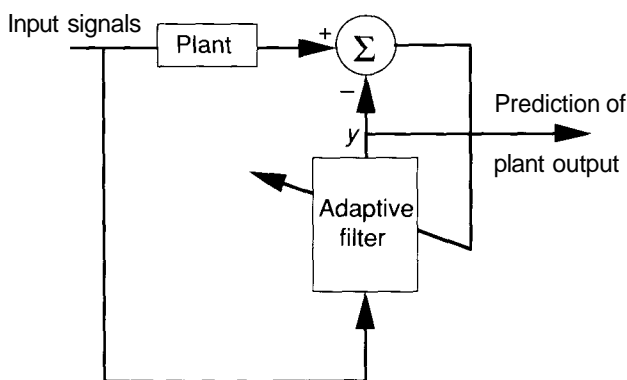 Input signals
Plant
+
Σ
−
Prediction of
y
plant output
Adaptive
filter